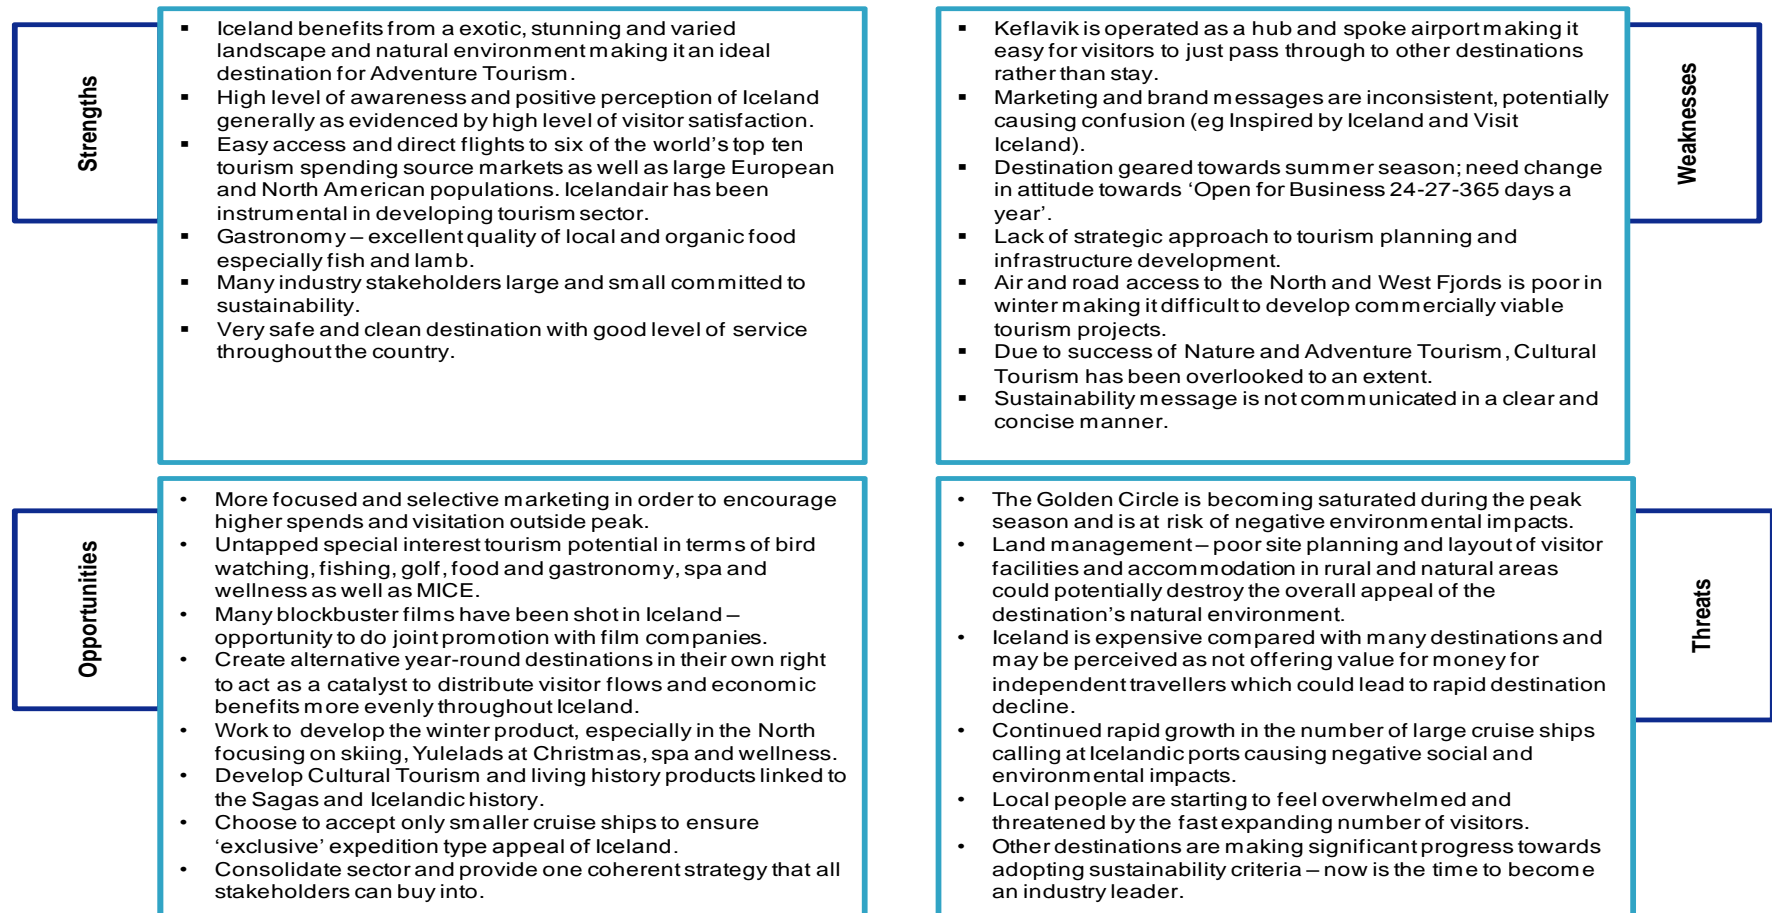 Strengths
▪ Iceland benefits from a exotic, stunning and varied
landscape and natural environment making it an ideal
destination for Adventure Tourism.
▪ High level of awareness and positive perception of Iceland
generally as evidenced by high level of visitor satisfaction.
▪ Easy access and direct flights to six of the world’s top ten
tourism spending source markets as well as large European
and North American populations. Icelandair has been
instrumental in developing tourism sector.
▪ Gastronomy – excellent quality of local and organic food
especially fish and lamb.
▪ Many industry stakeholders large and small committed to
sustainability.
▪ Very safe and clean destination with good level of service
throughout the country.
Weaknesses
▪ Keflavik is operated as a hub and spoke airport making it
easy for visitors to just pass through to other destinations
rather than stay.
▪ Marketing and brand messages are inconsistent, potentially
causing confusion (eg Inspired by Iceland and Visit
Iceland).
▪ Destination geared towards summer season; need change
in attitude towards ‘Open for Business 24-27-365 days a
year’.
▪ Lack of strategic approach to tourism planning and
infrastructure development.
▪ Air and road access to the North and West Fjords is poor in
winter making it difficult to develop commercially viable
tourism projects.
▪ Due to success of Nature and Adventure Tourism, Cultural
Tourism has been overlooked to an extent.
▪ Sustainability message is not communicated in a clear and
concise manner.
Opportunities
• More focused and selective marketing in order to encourage
higher spends and visitation outside peak.
• Untapped special interest tourism potential in terms of bird
watching, fishing, golf, food and gastronomy, spa and
wellness as well as MICE.
• Many blockbuster films have been shot in Iceland –
opportunity to do joint promotion with film companies.
• Create alternative year-round destinations in their own right
to act as a catalyst to distribute visitor flows and economic
benefits more evenly throughout Iceland.
• Work to develop the winter product, especially in the North
focusing on skiing, Yulelads at Christmas, spa and wellness.
• Develop Cultural Tourism and living history products linked to
the Sagas and Icelandic history.
• Choose to accept only smaller cruise ships to ensure
‘exclusive’ expedition type appeal of Iceland.
• Consolidate sector and provide one coherent strategy that all
stakeholders can buy into.
Threats
• The Golden Circle is becoming saturated during the peak
season and is at risk of negative environmental impacts.
• Land management – poor site planning and layout of visitor
facilities and accommodation in rural and natural areas
could potentially destroy the overall appeal of the
destination’s natural environment.
• Iceland is expensive compared with many destinations and
may be perceived as not offering value for money for
independent travellers which could lead to rapid destination
decline.
• Continued rapid growth in the number of large cruise ships
calling at Icelandic ports causing negative social and
environmental impacts.
• Local people are starting to feel overwhelmed and
threatened by the fast expanding number of visitors.
• Other destinations are making significant progress towards
adopting sustainability criteria – now is the time to become
an industry leader.